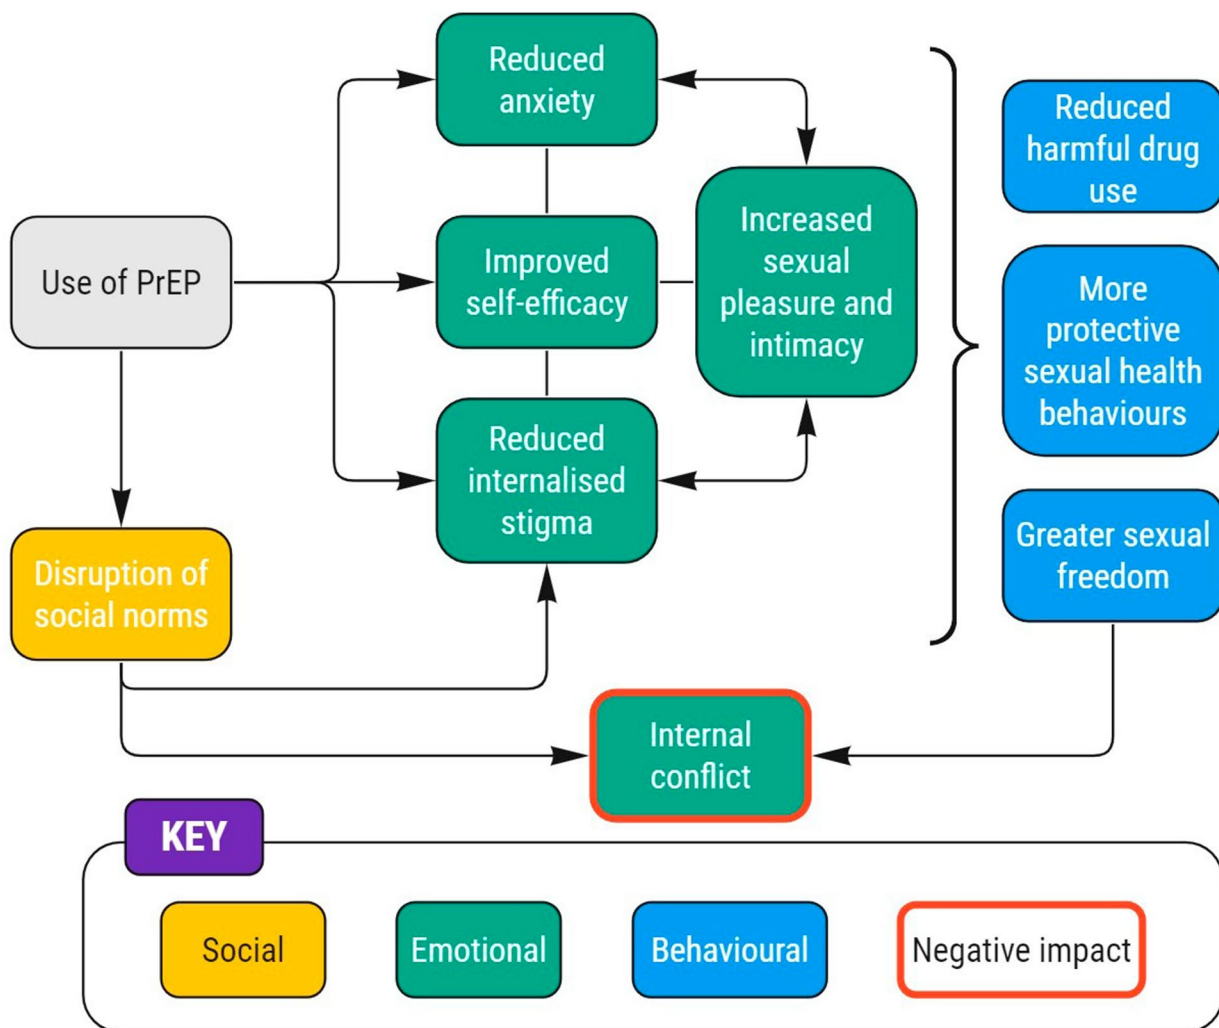 Reduced
anxiety
Reduced
harmful drug
use
Use of PrEP
Improved
self-efficacy
Increased
sexual
pleasure and
intimacy
More
protective
sexual health
behaviours
Reduced
internalised
stigma
Disruption of
social norms
Greater sexual
freedom
Internal
conflict
KEY
Social
Emotional
Behavioural
Negative impact